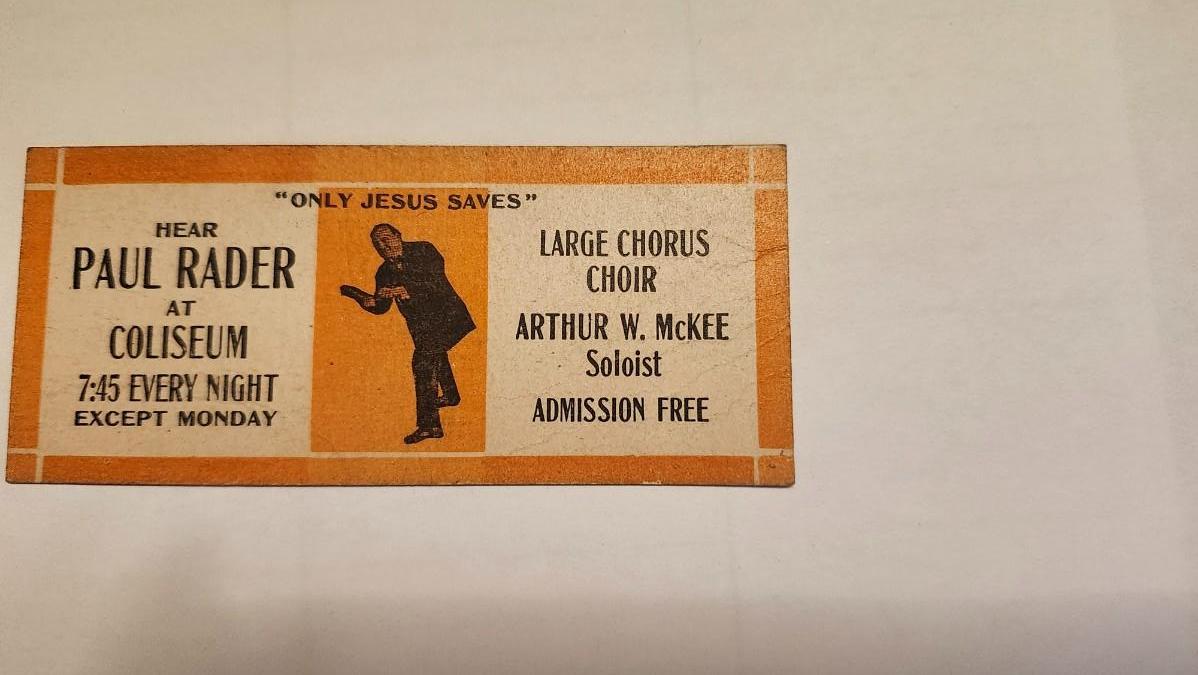 "ONLY JESUS SAVES"
HEAR
PAUL RADER
AT
COLISEUM
7:45 EVERY NIGHT
EXCEPT MONDAY
LARGE CHORUS
CHOIR
ARTHUR W. McKEE
Soloist
ADMISSION FREE